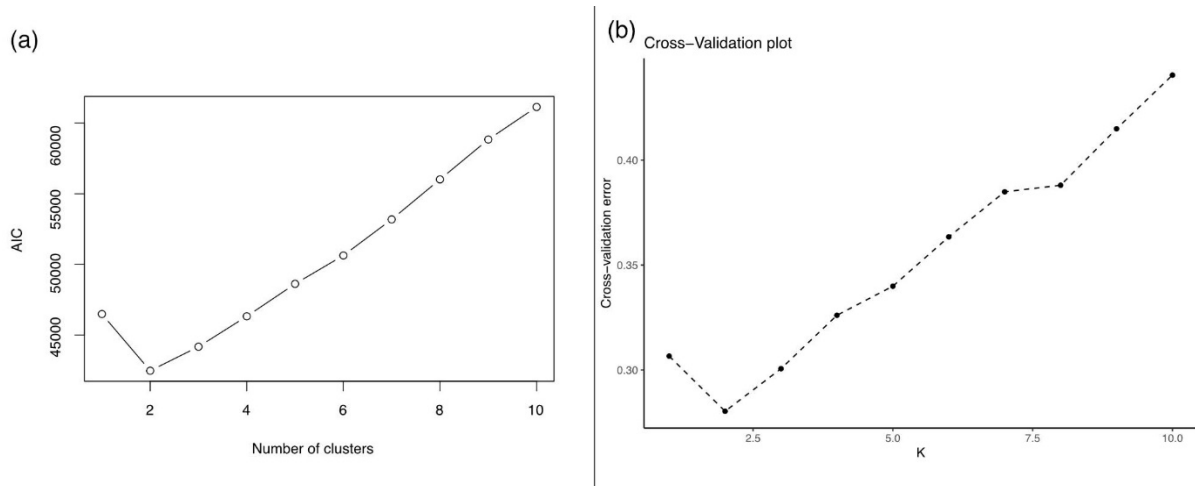 (a)
AIC
60000
55000
50000
45000
2 4 6 8 10
Number of clusters
(b)
Cross−Validation plot
Cross−validation error
0.40
0.35
0.30
2.5 5.0 7.5 10.0
K